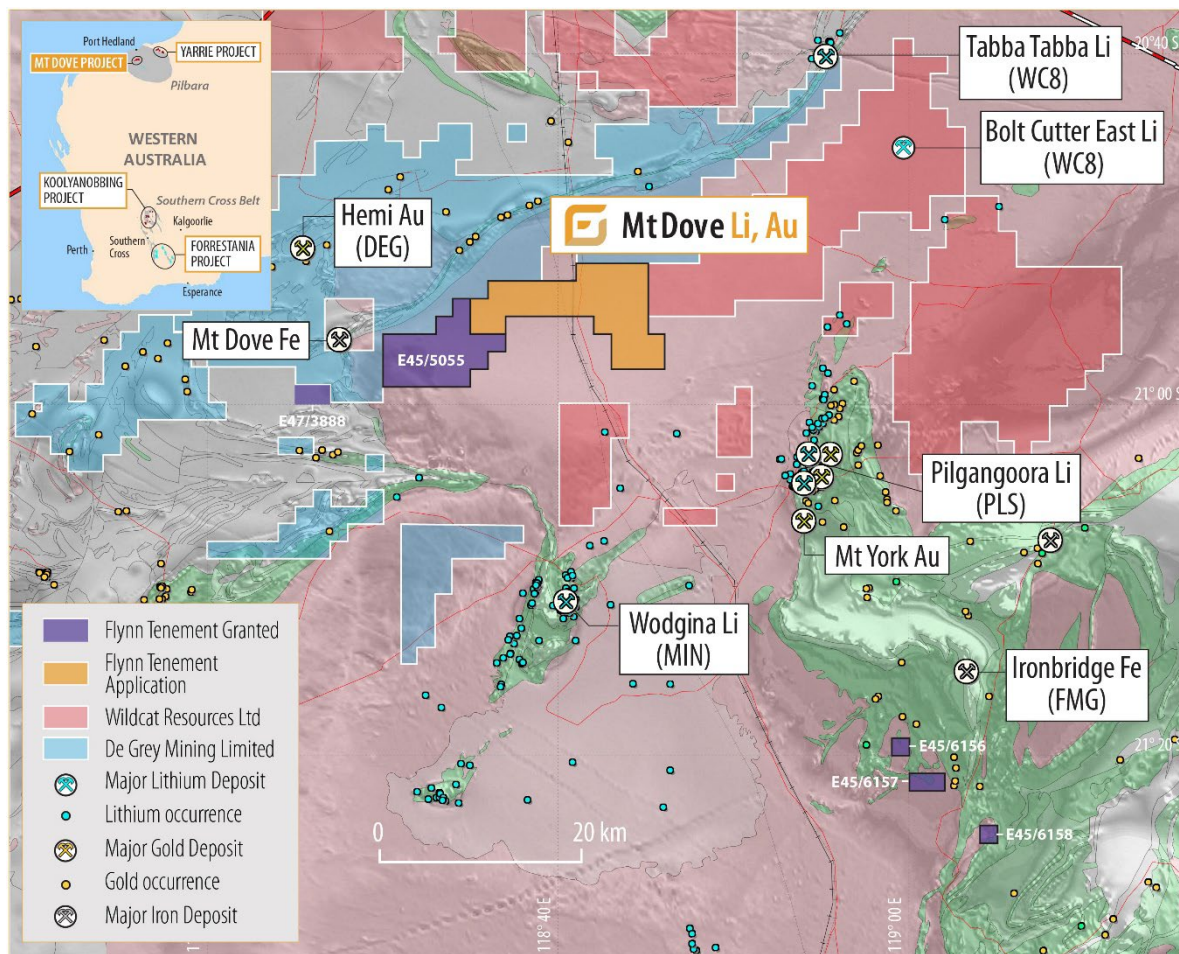 Port Hedland
YARRIE PROJECT
MT DOVE PROJECT
Pilbara
WESTERN
AUSTRALIA
KOOLYANOBBING
PROJECT
Southern Cross Belt
Kalgoorlie
Perth
Southern
Cross
FORRESTANIA
PROJECT
Esperance
Tabba Tabba Li
(WC8)
20°40
Bolt Cutter East Li
(WC8)
Hemi Au
(DEG)
Mt Dove Li, Au
Mt Dove Fe
E45/5055
E47/3888
21°00 S
Pilgangoora Li
(PLS)
Mt York Au
Wodgina Li
(MIN)
Ironbridge Fe
(FMG)
E45/6156
21°20 S
E45/6157
E45/6158
0
20 km
118°40 E
119°00 E
Flynn Tenement Granted
Flynn Tenement
Application
Wildcat Resources Ltd
De Grey Mining Limited
Major Lithium Deposit
Lithium occurrence
Major Gold Deposit
Gold occurrence
Major Iron Deposit